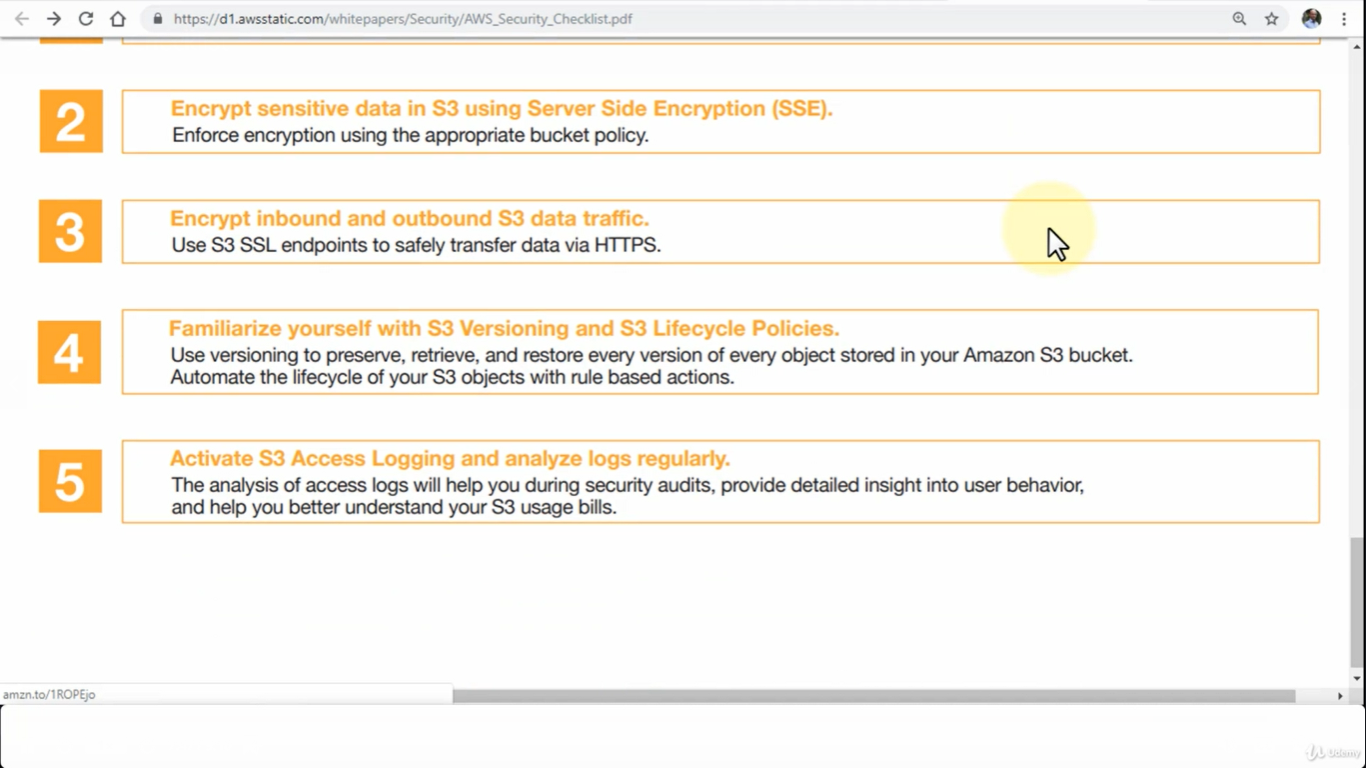 https://d1.awsstatic.com/whitepapers/Security/AWS_Security_Checklist.pdf
2
Encrypt sensitive data in S3 using Server Side Encryption (SSE).
Enforce encryption using the appropriate bucket policy.
3
Encrypt inbound and outbound S3 data traffic.
Use S3 SSL endpoints to safely transfer data via HTTPS.
4
Familiarize yourself with S3 Versioning and S3 Lifecycle Policies.
Use versioning to preserve, retrieve, and restore every version of every object stored in your Amazon S3 bucket.
Automate the lifecycle of your S3 objects with rule based actions.
5
Activate S3 Access Logging and analyze logs regularly.
The analysis of access logs will help you during security audits, provide detailed insight into user behavior,
and help you better understand your S3 usage bills.
amzn.to/1ROPEjo
Udemy